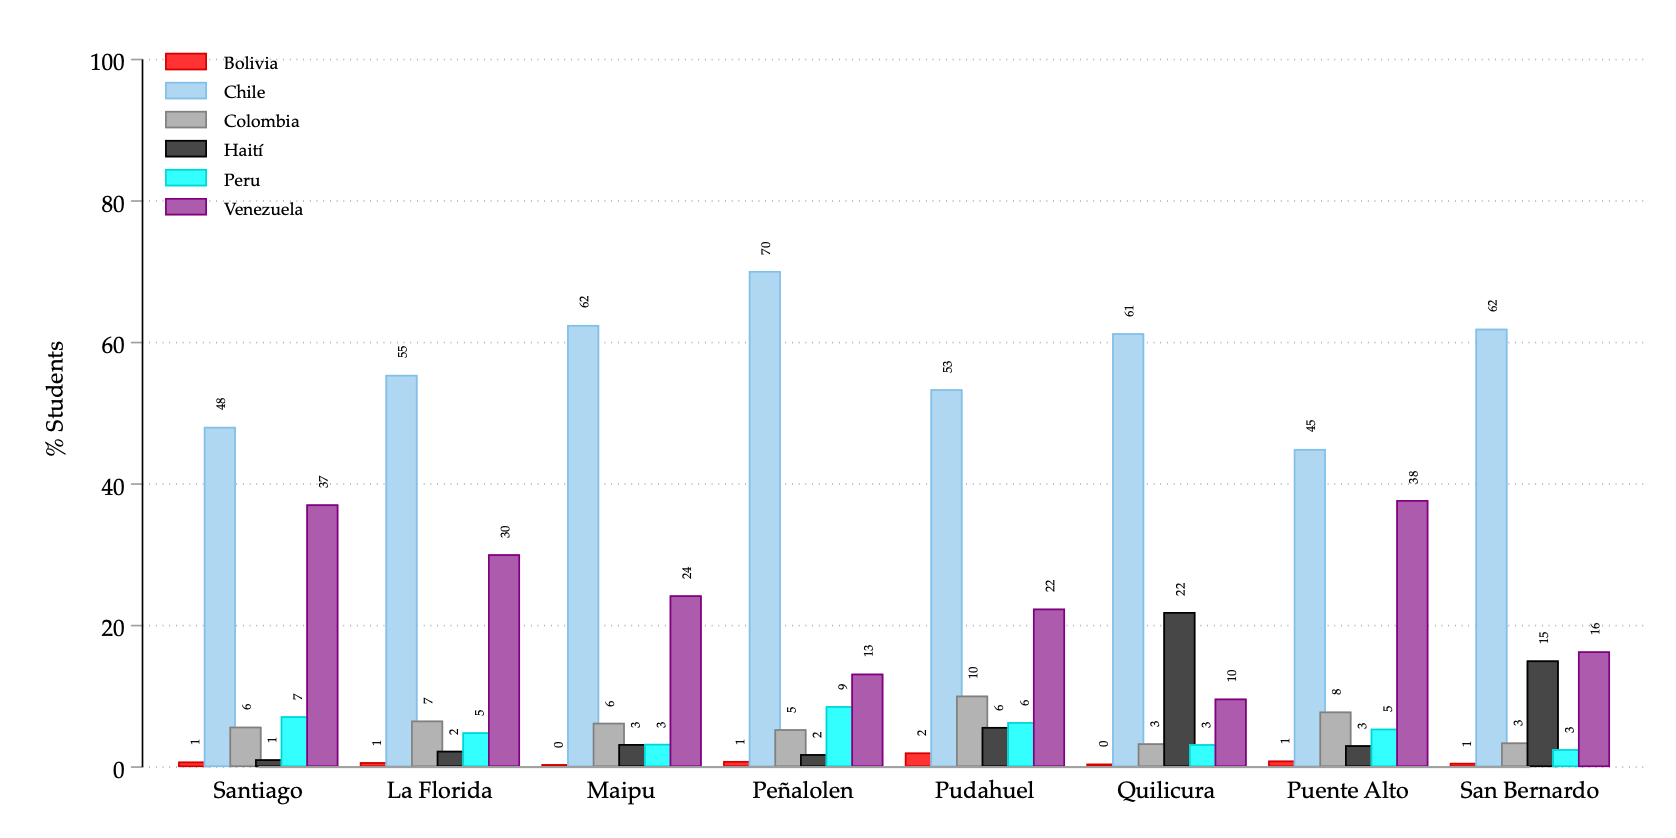 100
80
60
40
20
0
% Students
Bolivia
Chile
Colombia
Haití
Peru
Venezuela
1 48 6 1 7 37
1 55 7 2 5 30
0 62 6 3 3 24
1 70 5 2 9 13
2 53 10 6 6 22
0 61 3 22 3 10
1 45 8 3 5 38
1 62 3 15 3 16
Santiago La Florida Maipu Peñalolen Pudahuel Quilicura Puente Alto San Bernardo